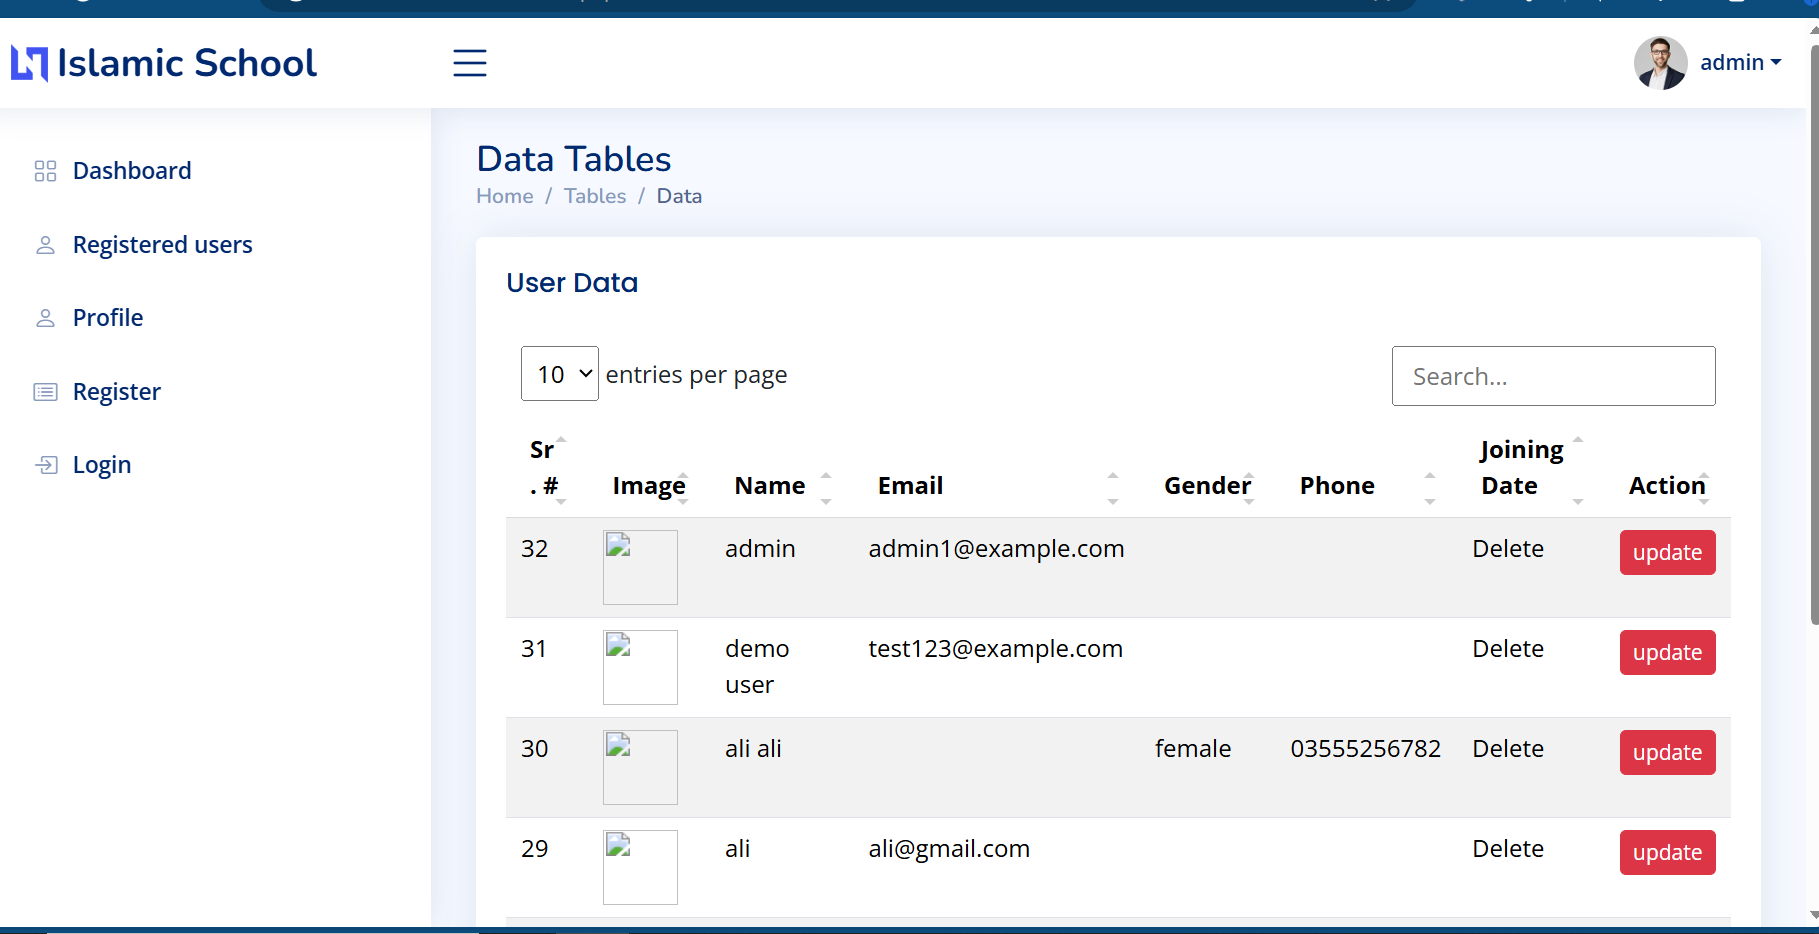 Islamic School
admin
Dashboard
Registered users
Profile
Register
Login
Data Tables
Home / Tables / Data
User Data
10 entries per page
Search...
Sr
. # Image Name Email Gender Phone Joining
Date Action
32 admin admin1@example.com Delete update
31 demo
user test123@example.com Delete update
30 ali ali female 03555256782 Delete update
29 ali ali@gmail.com Delete update